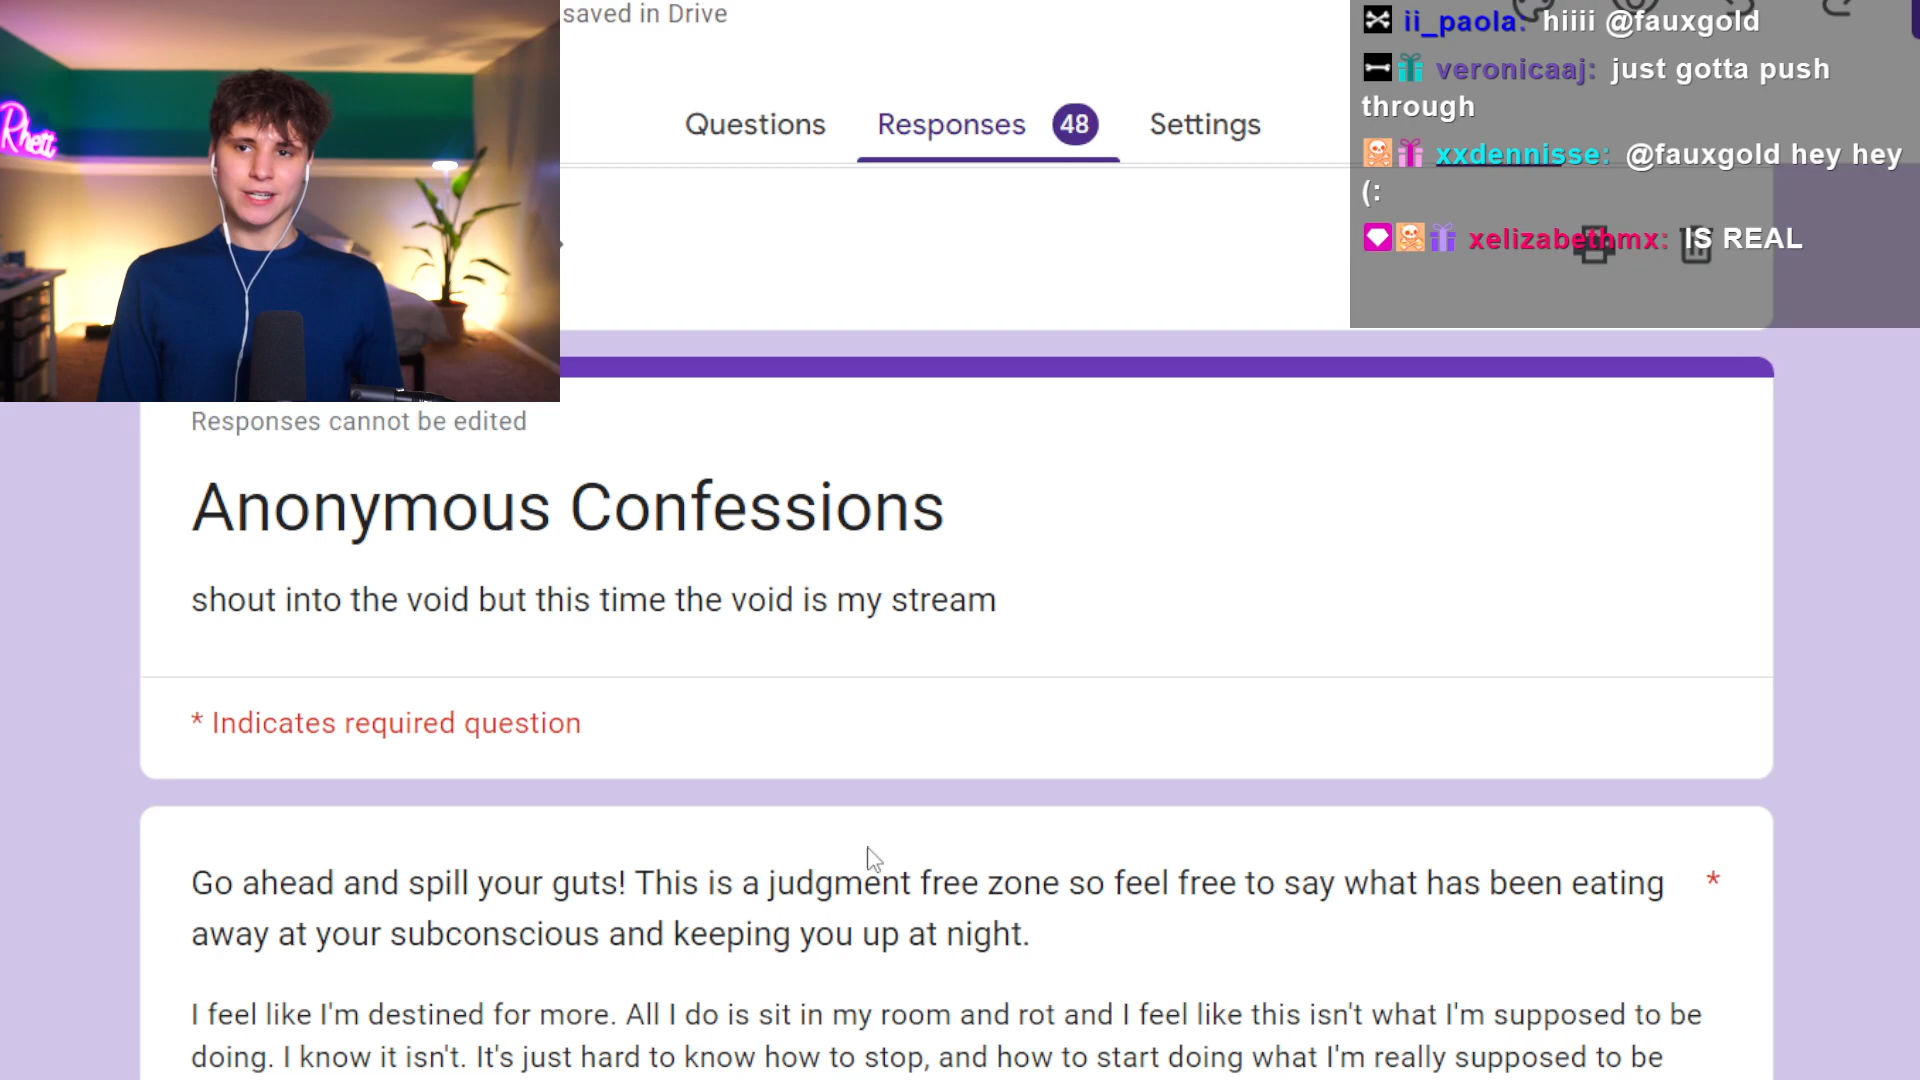 saved in Drive
Rhett
Questions
Responses
48
Settings
ii_paola: hiiii @fauxgold
veronicaaj: just gotta push
through
xxdennisse: @fauxgold hey hey
(:
xelizabethmx: IS REAL
Responses cannot be edited
Anonymous Confessions
shout into the void but this time the void is my stream
* Indicates required question
Go ahead and spill your guts! This is a judgment free zone so feel free to say what has been eating *
away at your subconscious and keeping you up at night.
I feel like I'm destined for more. All I do is sit in my room and rot and I feel like this isn't what I'm supposed to be
doing. I know it isn't. It's just hard to know how to stop, and how to start doing what I'm really supposed to be